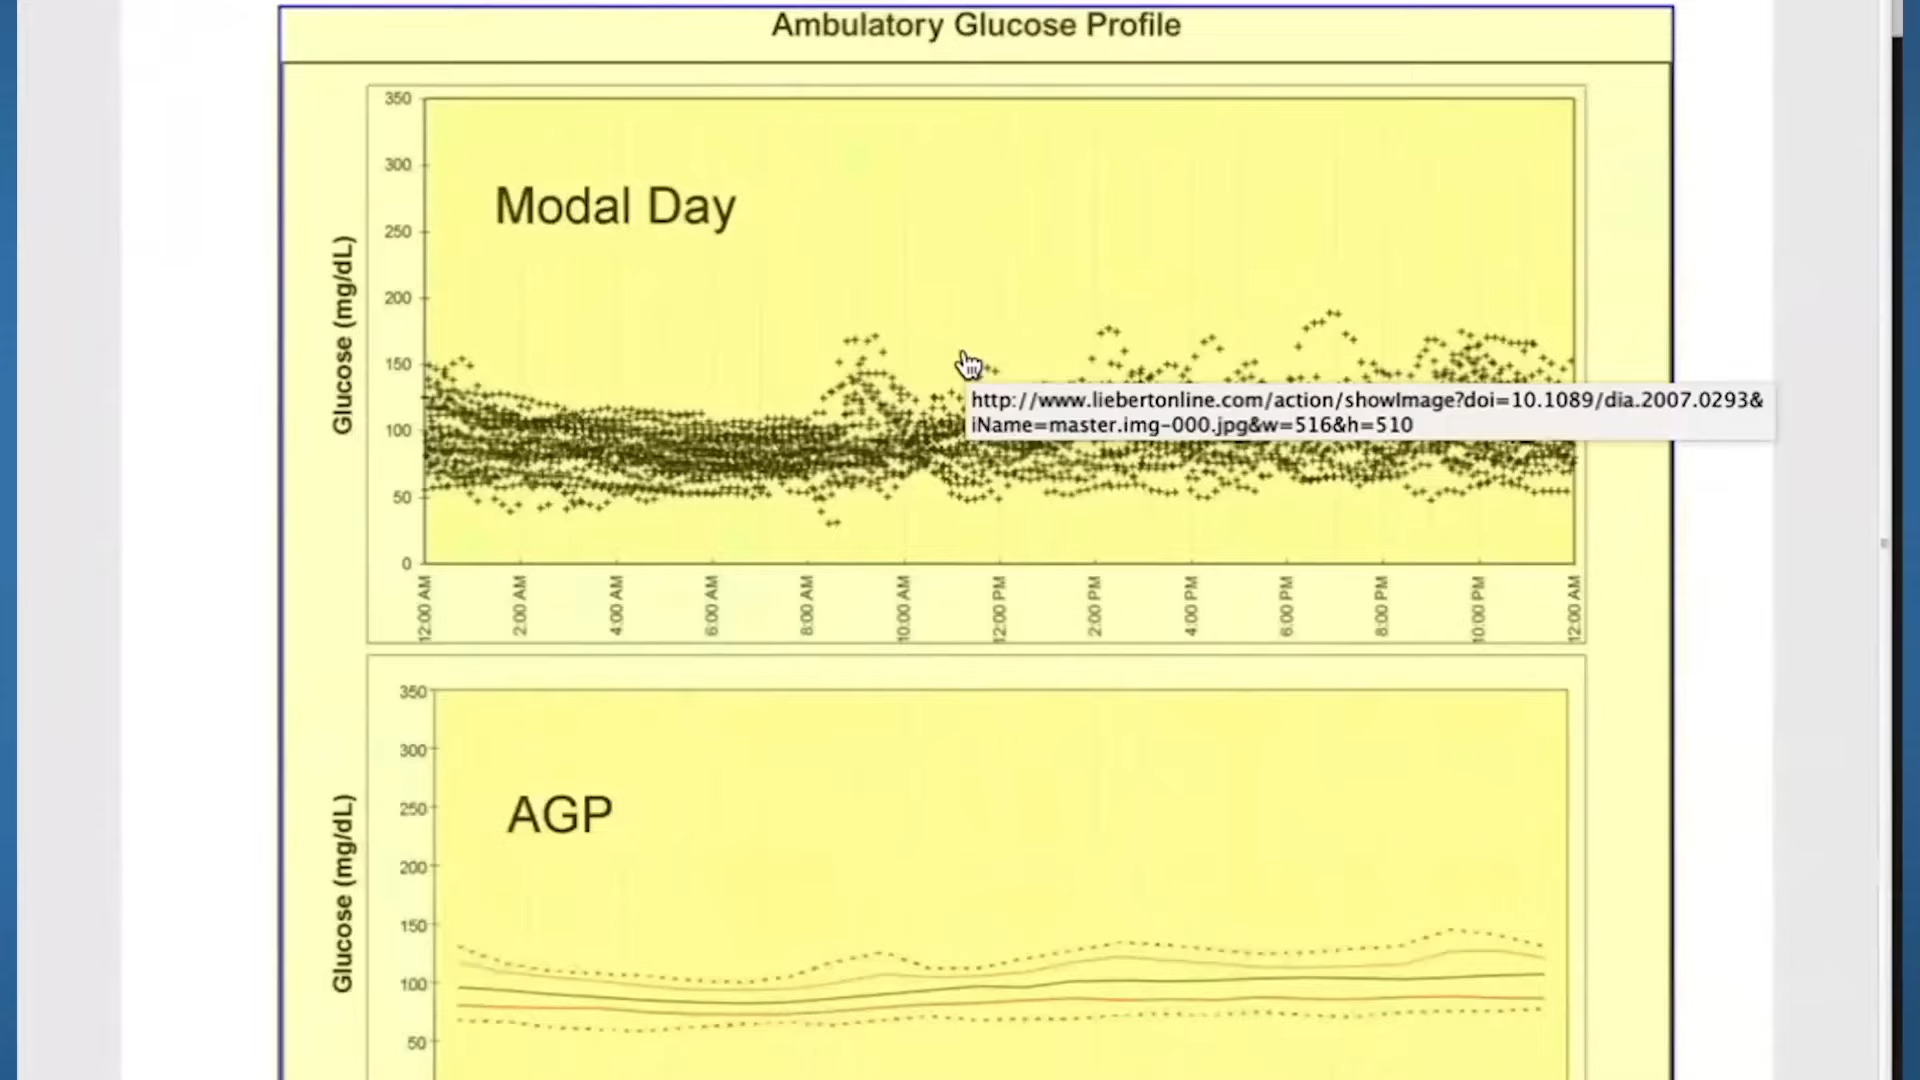 Ambulatory Glucose Profile
350
300
250
200
150
100
50
0
Glucose (mg/dL)
Modal Day
http://www.liebertonline.com/action/showImage?doi=10.1089/dia.2007.0293&
iName=master.img-000.jpg&w=516&h=510
12:00 AM
2:00 AM
4:00 AM
6:00 AM
8:00 AM
10:00 AM
12:00 PM
2:00 PM
4:00 PM
6:00 PM
8:00 PM
10:00 PM
12:00 AM
350
300
250
200
150
100
50
Glucose (mg/dL)
AGP